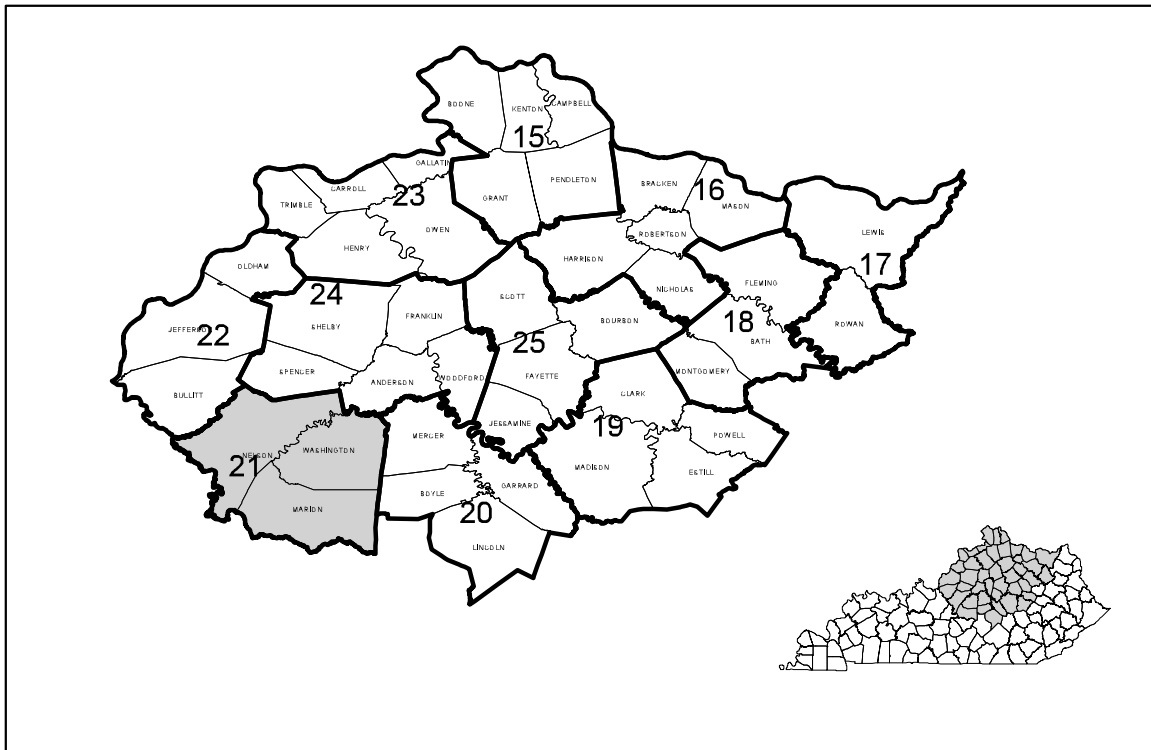 BOONE
KENTON
CAMPBELL
15
GALLATIN
CARROLL
23
TRIMBLE
GRANT
PENDLETON
BRACKEN
16
MASON
OWEN
HENRY
ROBERTSON
LEWIS
17
HARRISON
OLDHAM
24
SCOTT
NICHOLAS
FLEMING
18
ROWAN
JEFFERSO
22
SHELBY
FRANKLIN
BOURBON
BATH
25
SPENCER
ANDERSON
WOODFORD
FAYETTE
MONTGOMERY
BULLITT
CLARK
19
JESSAMINE
POWELL
MERCER
NELSON
21
WASHINGTON
MADISON
ESTILL
BOYLE
GARRARD
20
MARION
LINCOLN